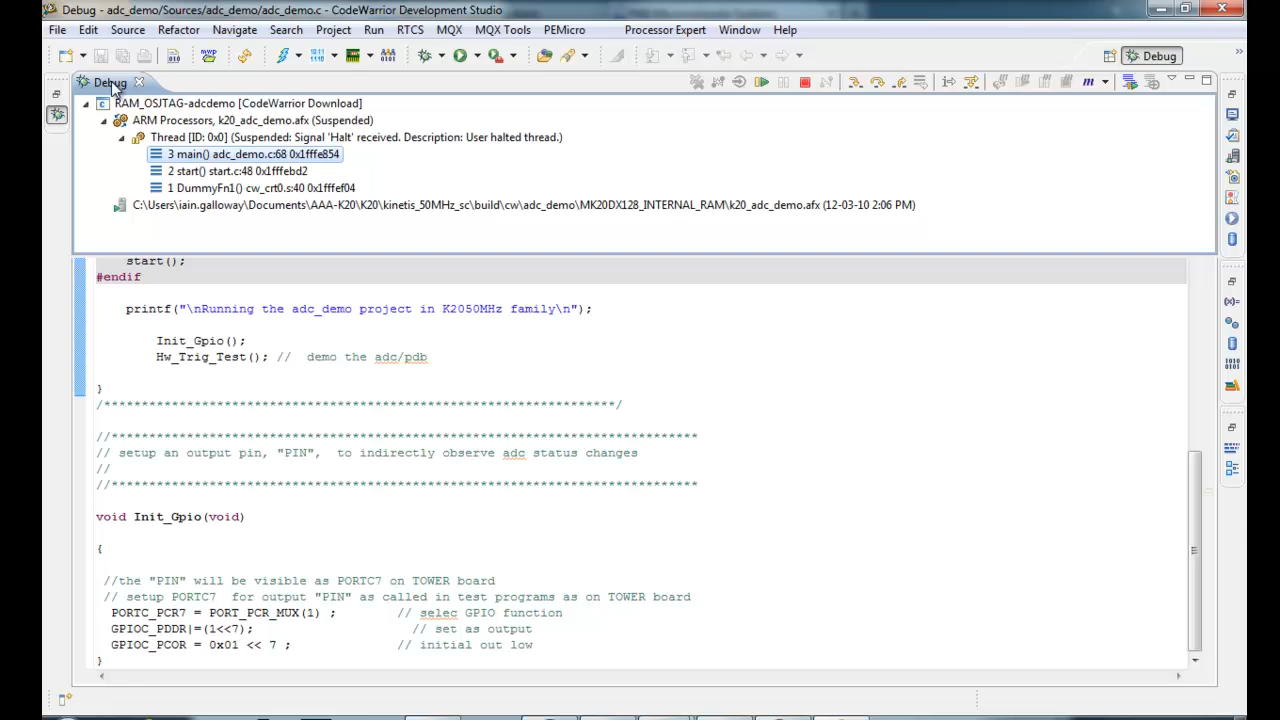 Debug - adc_demo/Sources/adc_demo/adc_demo.c - CodeWarrior Development Studio
File Edit Source Refactor Navigate Search Project Run RTCS MQX MQX Tools PEMicro Processor Expert Window Help
Debug
Debug
RAM_OSJTAG-adcdemo [CodeWarrior Download]
ARM Processors, k20_adc_demo.afx (Suspended)
Thread [ID: 0x0] (Suspended: Signal 'Halt' received. Description: User halted thread.)
3 main() adc_demo.c:68 0x1fffe854
2 start() start.c:48 0x1fffebd2
1 DummyFn1() cw_crt0.s:40 0x1fffef04
C:\Users\iain.galloway\Documents\AAA-K20\K20\kinetis_50MHz_sc\build\cw\adc_demo\MK20DX128_INTERNAL_RAM\k20_adc_demo.afx (12-03-10 2:06 PM)
start();
#endif
printf("\nRunning the adc_demo project in K2050MHz family\n");
Init_Gpio();
Hw_Trig_Test(); // demo the adc/pdb
}
/********************************************************************/
//******************************************************************************
// setup an output pin, "PIN", to indirectly observe adc status changes
//
//******************************************************************************
void Init_Gpio(void)
{
//the "PIN" will be visible as PORTC7 on TOWER board
// setup PORTC7 for output "PIN" as called in test programs as on TOWER board
PORTC_PCR7 = PORT_PCR_MUX(1) ; // selec GPIO function
GPIOC_PDDR|=(1<<7); // set as output
GPIOC_PCOR = 0x01 << 7 ; // initial out low
}